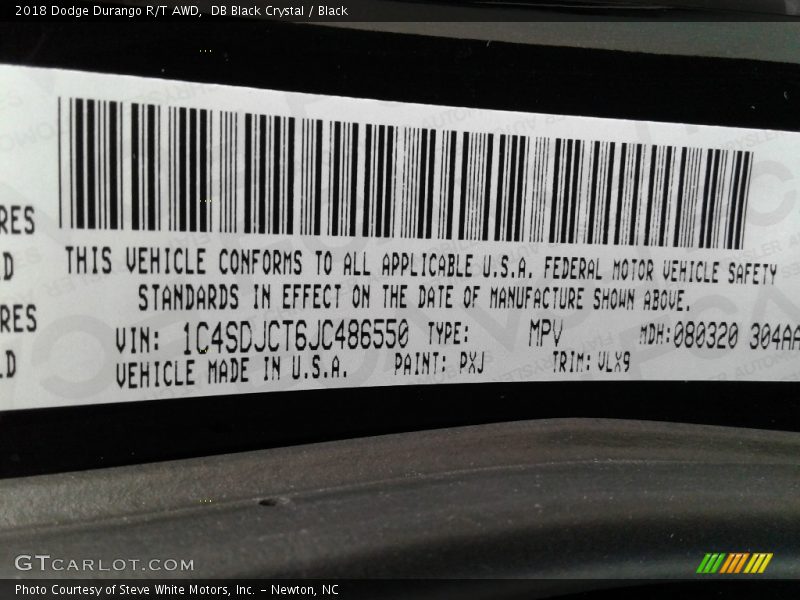 2018 Dodge Durango R/T AWD,  DB Black Crystal / Black
RES
D
RES
LD
THIS VEHICLE CONFORMS TO ALL APPLICABLE U.S.A. FEDERAL MOTOR VEHICLE SAFETY
STANDARDS IN EFFECT ON THE DATE OF MANUFACTURE SHOWN ABOVE.
VIN: 1C4SDJCT6JC486550 TYPE: MPV MDH:080320 304AA
VEHICLE MADE IN U.S.A. PAINT: PXJ TRIM: VLX9
GTCARLOT.COM
Photo Courtesy of Steve White Motors, Inc. – Newton, NC